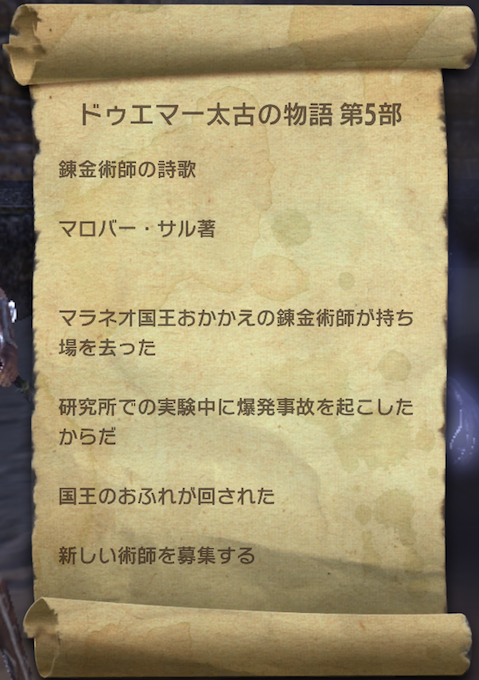 ドゥエマー太古の物語 第5部
錬金術師の詩歌
マロバー・サル著
マラネオ国王おかかえの錬金術師が持ち
場を去った
研究所での実験中に爆発事故を起こした
からだ
国王のおふれが回された
新しい術師を募集する